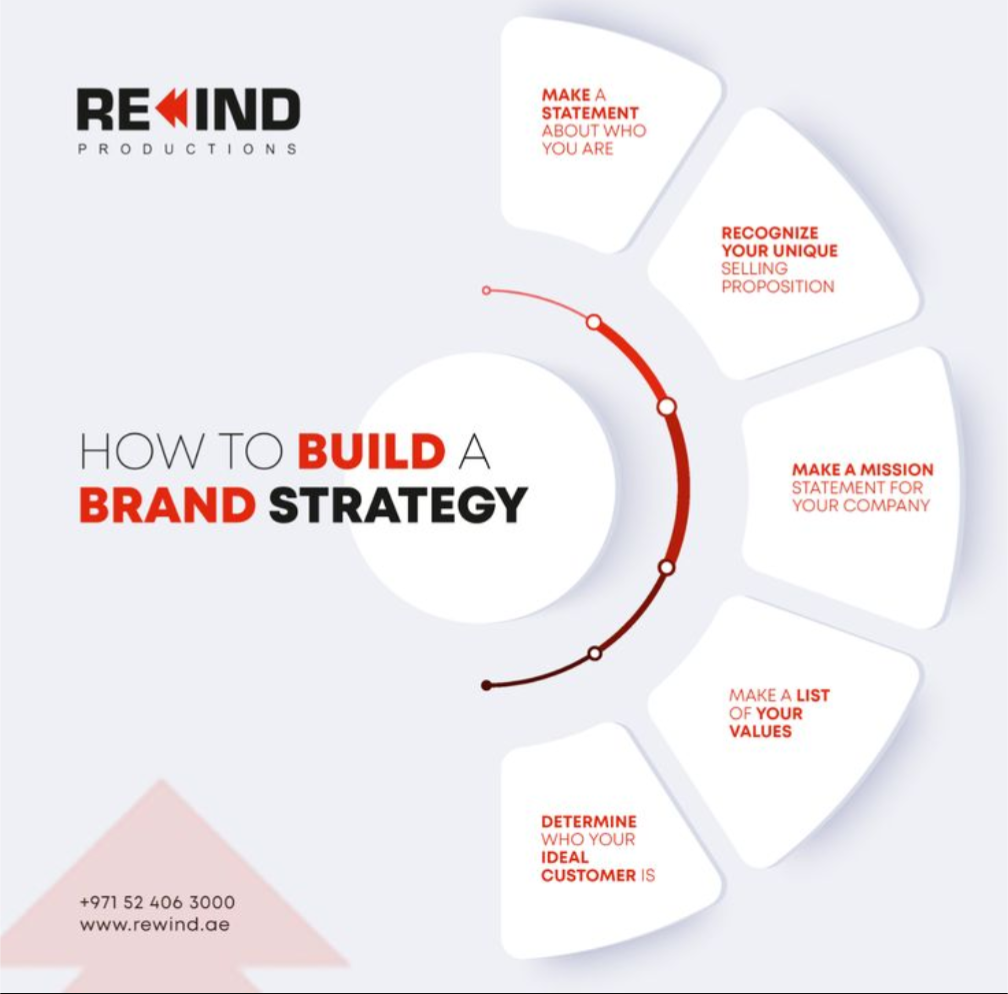 REWIND
PRODUCTIONS
MAKE A
STATEMENT
ABOUT WHO
YOU ARE
RECOGNIZE
YOUR UNIQUE
SELLING
PROPOSITION
HOW TO BUILD A
BRAND STRATEGY
MAKE A MISSION
STATEMENT FOR
YOUR COMPANY
MAKE A LIST
OF YOUR
VALUES
DETERMINE
WHO YOUR
IDEAL
CUSTOMER IS
+971 52 406 3000
www.rewind.ae